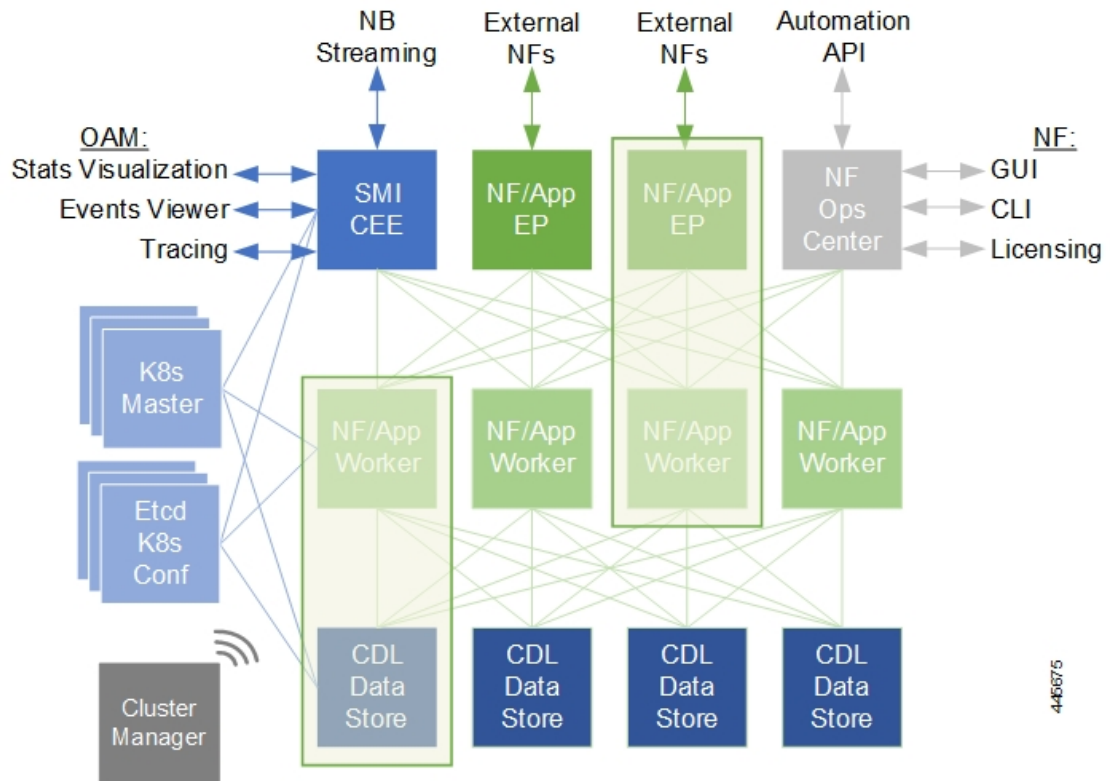 NB
Streaming
External
NFs
External
NFs
Automation
API
OAM:
Stats Visualization
Events Viewer
Tracing
SMI
CEE
NF/App
EP
NF/App
EP
NF
Ops
Center
NF:
GUI
CLI
Licensing
K8s
Master
NF/App
Worker
NF/App
Worker
NF/App
Worker
NF/App
Worker
Etcd
K8s
Conf
Cluster
Manager
CDL
Data
Store
CDL
Data
Store
CDL
Data
Store
CDL
Data
Store
445675